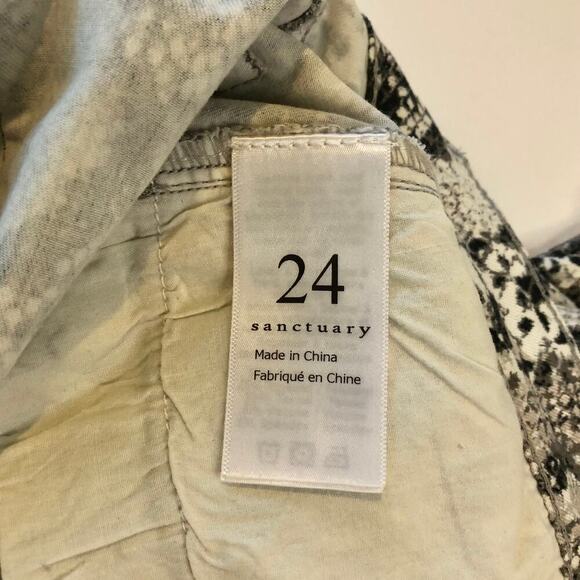 24
sanctuary
Made in China
Fabriqué en Chine